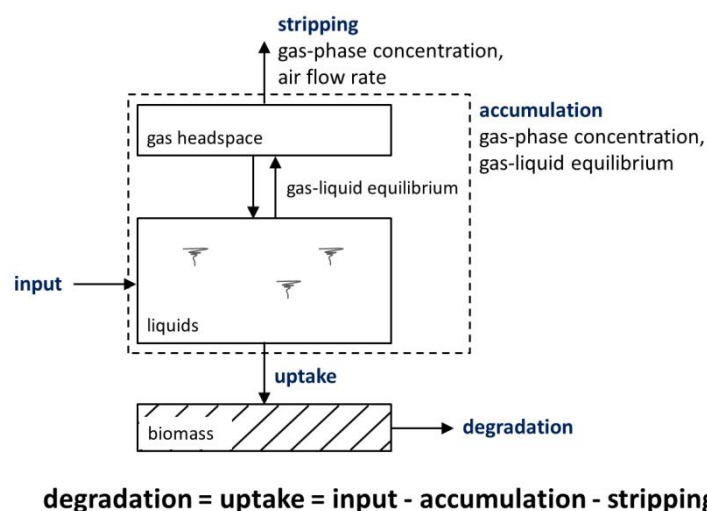 stripping
gas-phase concentration,
air flow rate
accumulation
gas-phase concentration,
gas-liquid equilibrium
gas headspace
gas-liquid equilibrium
input
liquids
uptake
biomass
degradation
degradation = uptake = input - accumulation - stripping